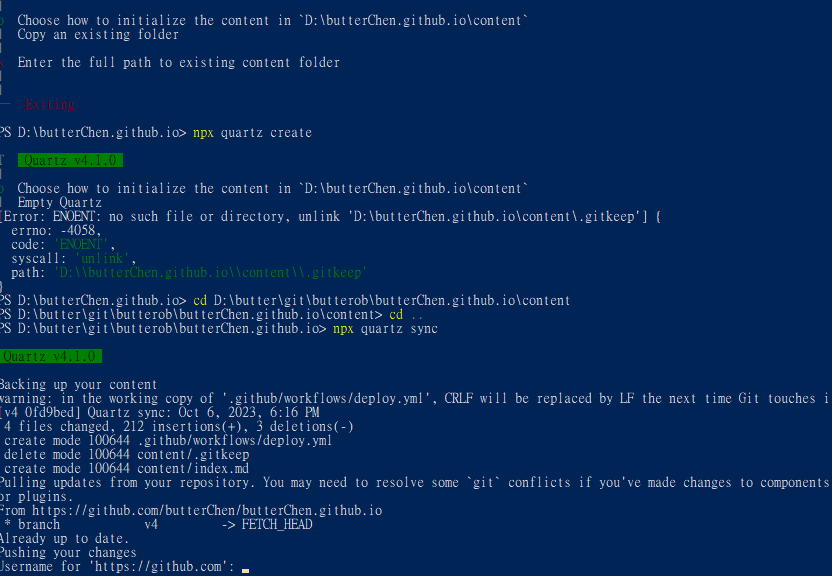 Choose how to initialize the content in `D:\butterChen.github.io\content`
Copy an existing folder
Enter the full path to existing content folder
Exiting
PS D:\butterChen.github.io> npx quartz create
Quartz v4.1.0
Choose how to initialize the content in `D:\butterChen.github.io\content`
Empty Quartz
[Error: ENOENT: no such file or directory, unlink 'D:\butterChen.github.io\content\.gitkeep'] {
errno: -4058,
code: 'ENOENT',
syscall: 'unlink',
path: 'D:\\butterChen.github.io\\content\\.gitkeep'
}
PS D:\butterChen.github.io> cd D:\butter\git\butterob\butterChen.github.io\content
PS D:\butter\git\butterob\butterChen.github.io\content> cd ..
PS D:\butter\git\butterob\butterChen.github.io> npx quartz sync
Quartz v4.1.0
Backing up your content
warning: in the working copy of '.github/workflows/deploy.yml', CRLF will be replaced by LF the next time Git touches i
[v4 0fd9bed] Quartz sync: Oct 6, 2023, 6:16 PM
4 files changed, 212 insertions(+), 3 deletions(-)
create mode 100644 .github/workflows/deploy.yml
delete mode 100644 content/.gitkeep
create mode 100644 content/index.md
Pulling updates from your repository. You may need to resolve some `git` conflicts if you've made changes to components
or plugins.
From https://github.com/butterChen/butterChen.github.io
* branch v4 -> FETCH_HEAD
Already up to date.
Pushing your changes
Username for 'https://github.com':